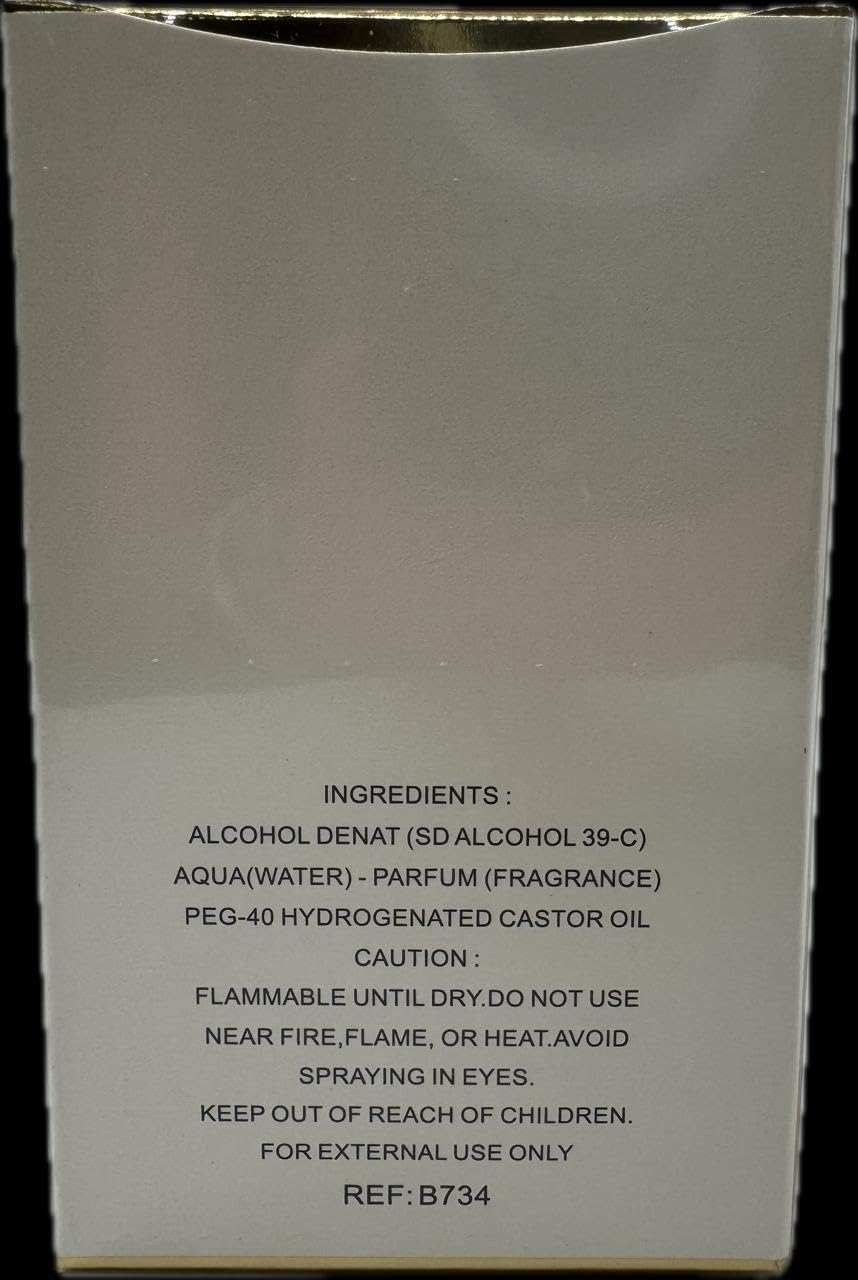 INGREDIENTS :
ALCOHOL DENAT (SD ALCOHOL 39-C)
AQUA(WATER) - PARFUM (FRAGRANCE)
PEG-40 HYDROGENATED CASTOR OIL
CAUTION :
FLAMMABLE UNTIL DRY.DO NOT USE
NEAR FIRE,FLAME, OR HEAT.AVOID
SPRAYING IN EYES.
KEEP OUT OF REACH OF CHILDREN.
FOR EXTERNAL USE ONLY
REF:B734